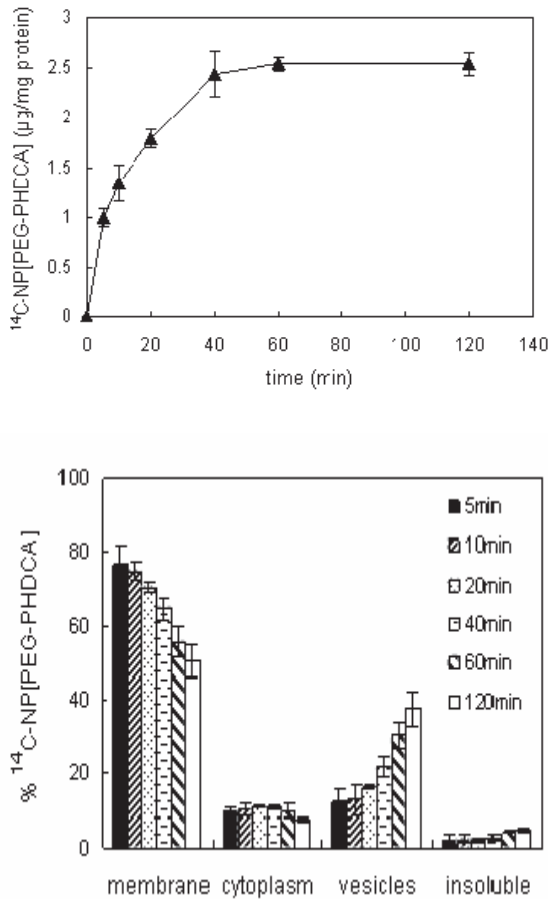 ¹⁴C-NP[PEG-PHDCA] (µg/mg protein)
3
2.5
2
1.5
1
0.5
0
0 20 40 60 80 100 120 140
time (min)
% ¹⁴C-NP[PEG-PHDCA]
100
80
60
40
20
0
5min
10min
20min
40min
60min
120min
membrane cytoplasm vesicles insoluble